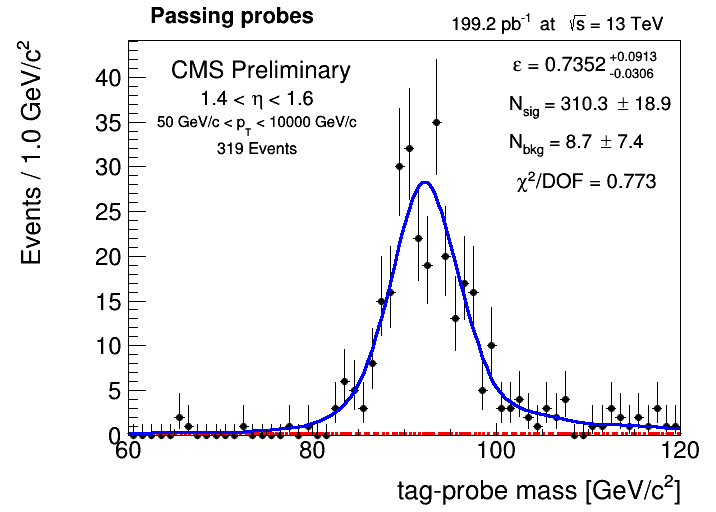 Passing probes
199.2 pb⁻¹ at √s = 13 TeV
CMS Preliminary
1.4 < η < 1.6
50 GeV/c < p_T < 10000 GeV/c
319 Events
ε = 0.7352 +0.0913 -0.0306
N_sig = 310.3 ± 18.9
N_bkg = 8.7 ± 7.4
χ²/DOF = 0.773
Events / 1.0 GeV/c²
40
35
30
25
20
15
10
5
0
60 80 100 120
tag-probe mass [GeV/c²]